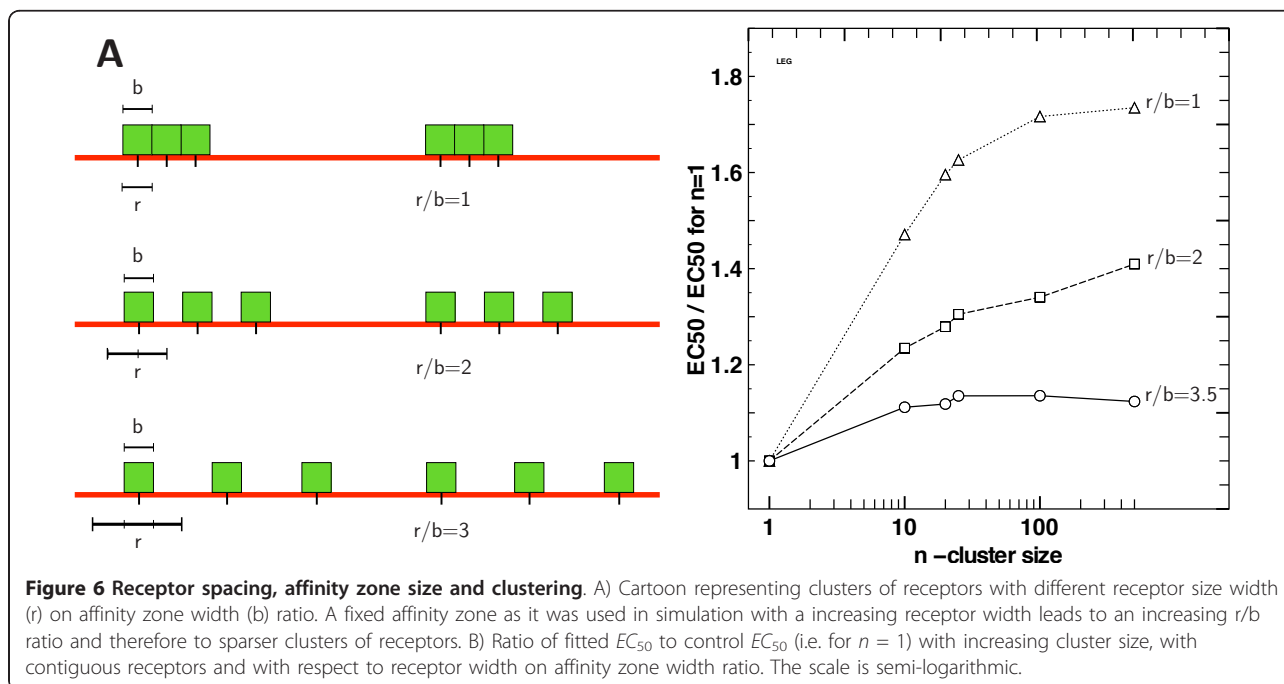 A
b
r
r/b=1
b
r
r/b=2
b
r
r/b=3
LEG
EC50 / EC50 for n=1
1.8
1.6
1.4
1.2
1
1 10 100
n -cluster size
r/b=1
r/b=2
r/b=3.5
Figure 6 Receptor spacing, affinity zone size and clustering. A) Cartoon representing clusters of receptors with different receptor size width
(r) on affinity zone width (b) ratio. A fixed affinity zone as it was used in simulation with a increasing receptor width leads to an increasing r/b
ratio and therefore to sparser clusters of receptors. B) Ratio of fitted EC50 to control EC50 (i.e. for n = 1) with increasing cluster size, with
contiguous receptors and with respect to receptor width on affinity zone width ratio. The scale is semi-logarithmic.